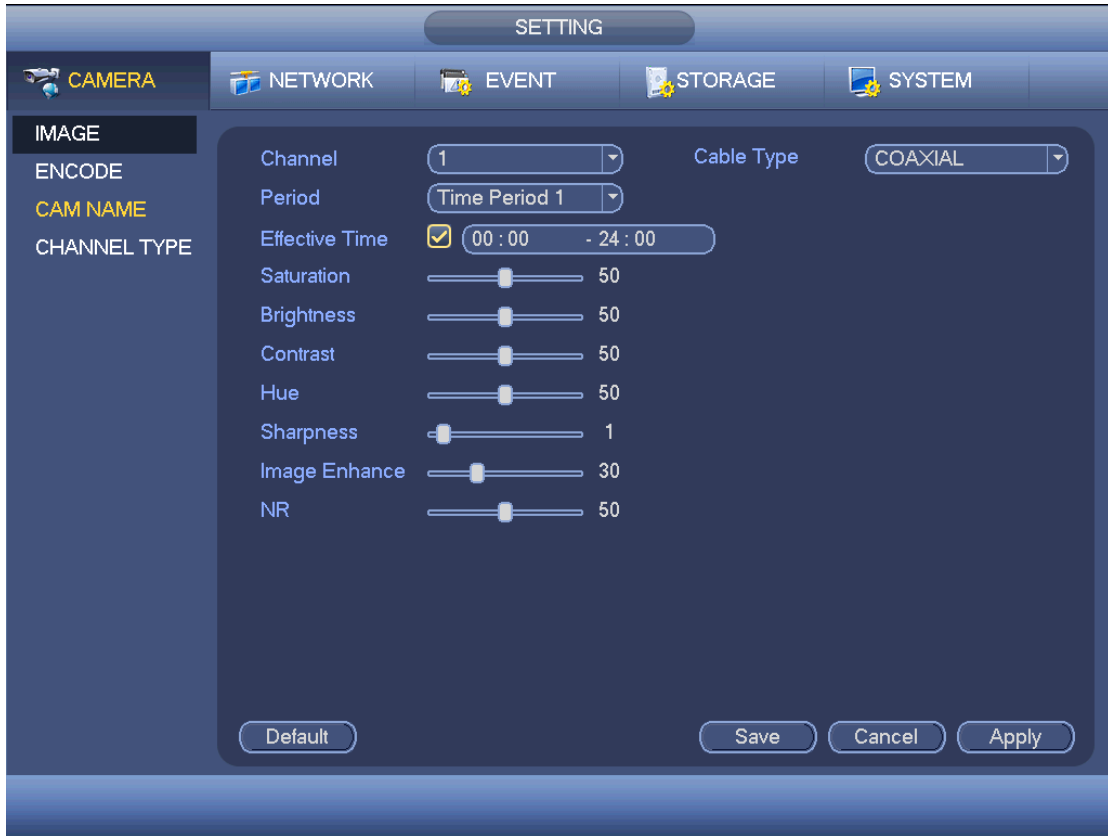 SETTING
CAMERA NETWORK EVENT STORAGE SYSTEM
IMAGE
ENCODE
CAM NAME
CHANNEL TYPE
Channel 1 Cable Type COAXIAL
Period Time Period 1
Effective Time 00 : 00 - 24 : 00
Saturation 50
Brightness 50
Contrast 50
Hue 50
Sharpness 1
Image Enhance 30
NR 50
Default Save Cancel Apply